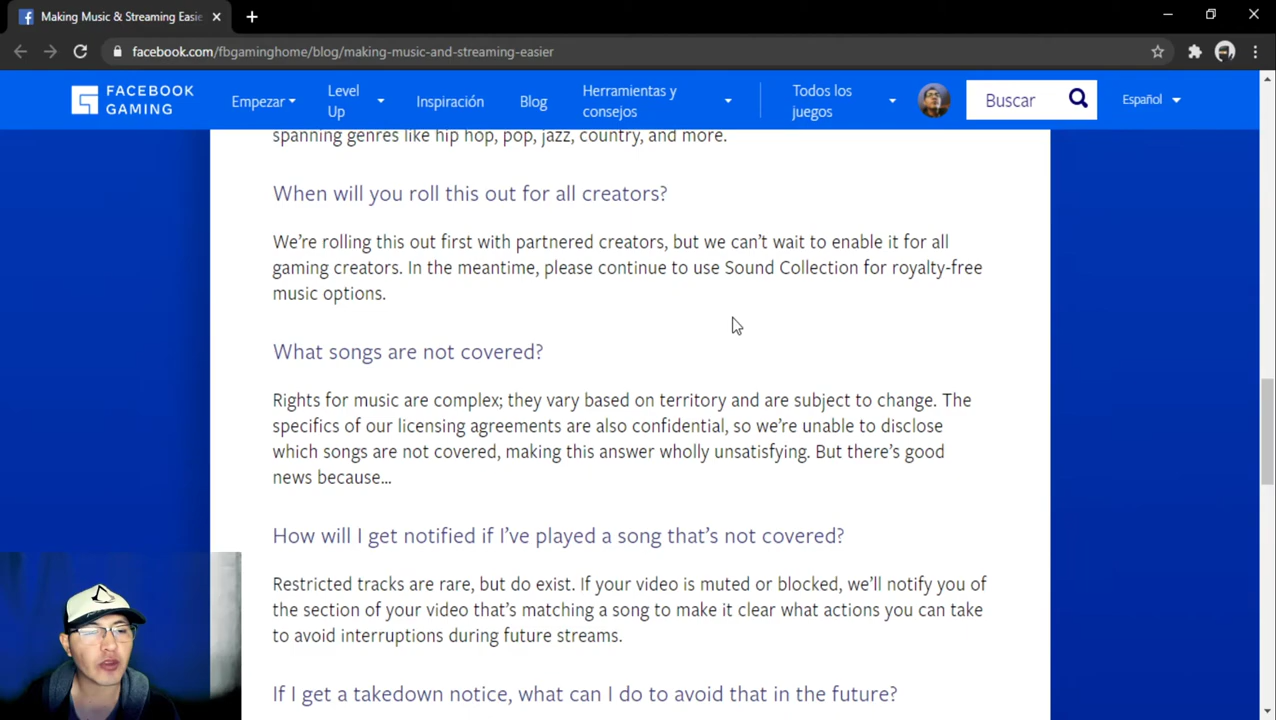 Making Music & Streaming Easie
facebook.com/fbgaminghome/blog/making-music-and-streaming-easier
FACEBOOK
GAMING
Empezar
Level
Up
Inspiración
Blog
Herramientas y
consejos
Todos los
juegos
Buscar
Español
spanning genres like hip hop, pop, jazz, country, and more.
When will you roll this out for all creators?
We’re rolling this out first with partnered creators, but we can’t wait to enable it for all
gaming creators. In the meantime, please continue to use Sound Collection for royalty-free
music options.
What songs are not covered?
Rights for music are complex; they vary based on territory and are subject to change. The
specifics of our licensing agreements are also confidential, so we’re unable to disclose
which songs are not covered, making this answer wholly unsatisfying. But there’s good
news because…
How will I get notified if I’ve played a song that’s not covered?
Restricted tracks are rare, but do exist. If your video is muted or blocked, we’ll notify you of
the section of your video that’s matching a song to make it clear what actions you can take
to avoid interruptions during future streams.
If I get a takedown notice, what can I do to avoid that in the future?